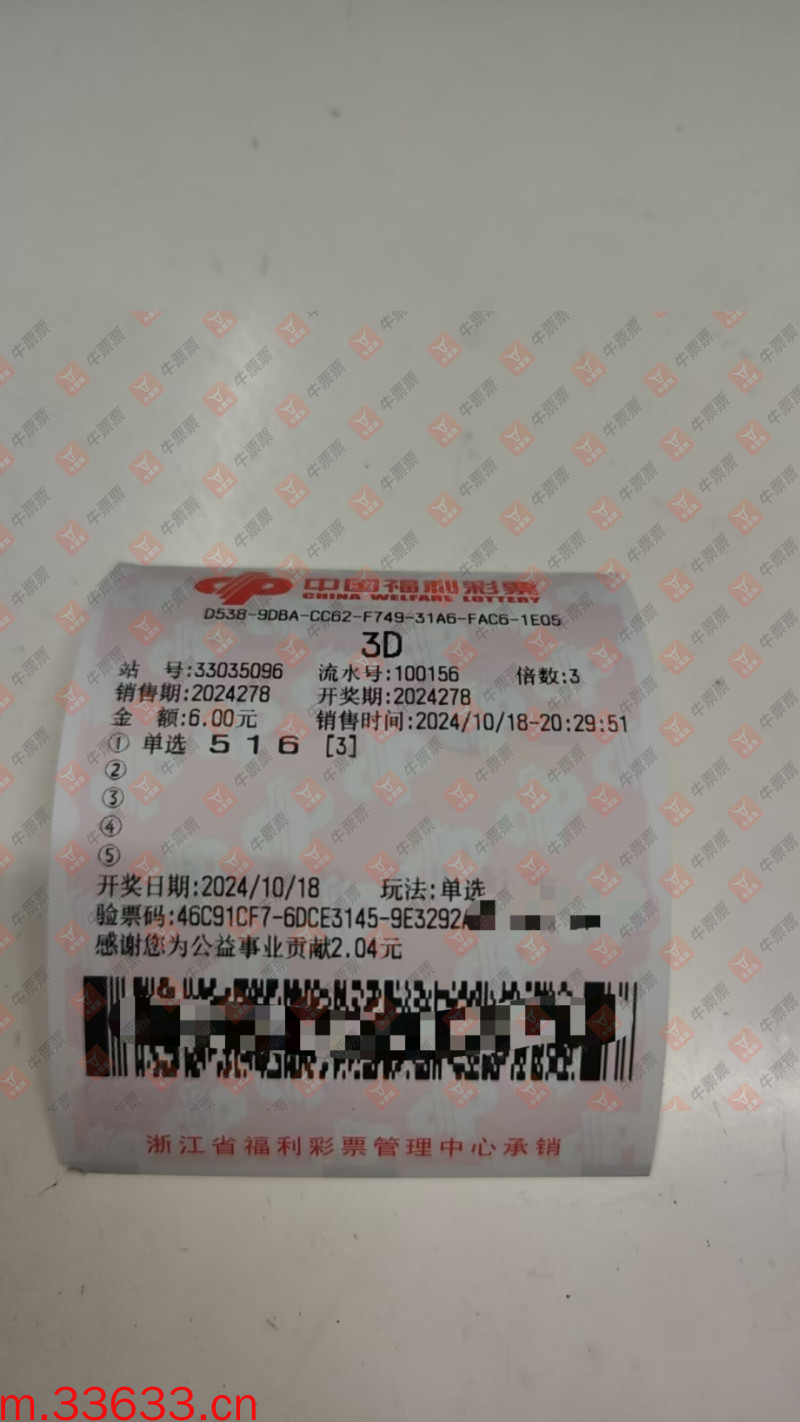 中国福利彩票
CHINA WELFARE LOTTERY
D538-9DBA-CC62-F749-31A6-FAC6-1E05
3D
站 号:33035096 流水号:100156 倍数:3
销售期:2024278 开奖期:2024278
金 额:6.00元 销售时间:2024/10/18-20:29:51
① 单选 5 1 6 [3]
②
③
④
⑤
开奖日期:2024/10/18 玩法:单选
验票码:46C91CF7-6DCE3145-9E3292
感谢您为公益事业贡献2.04元
浙江省福利彩票管理中心承销
牛票票
m.33633.cn